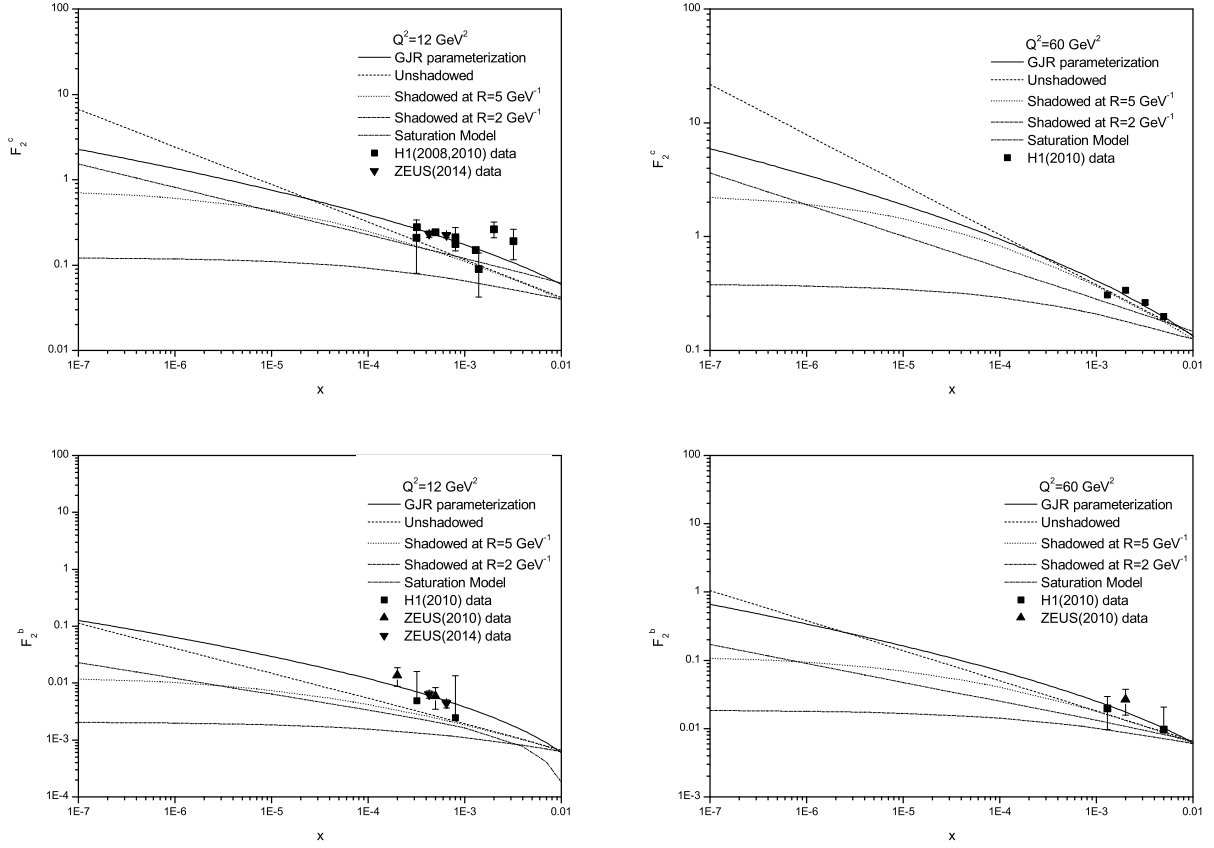 100
10
1
0.1
0.01
F₂ᶜ
Q²=12 GeV²
GJR parameterization
Unshadowed
Shadowed at R=5 GeV⁻¹
Shadowed at R=2 GeV⁻¹
Saturation Model
H1(2008,2010) data
ZEUS(2014) data
1E-7 1E-6 1E-5 1E-4 1E-3 0.01
x
100
10
1
0.1
F₂ᶜ
Q²=60 GeV²
GJR parameterization
Unshadowed
Shadowed at R=5 GeV⁻¹
Shadowed at R=2 GeV⁻¹
Saturation Model
H1(2010) data
1E-7 1E-6 1E-5 1E-4 1E-3 0.01
x
100
10
1
0.1
0.01
1E-3
1E-4
F₂ᵇ
Q²=12 GeV²
GJR parameterization
Unshadowed
Shadowed at R=5 GeV⁻¹
Shadowed at R=2 GeV⁻¹
Saturation Model
H1(2010) data
ZEUS(2010) data
ZEUS(2014) data
1E-7 1E-6 1E-5 1E-4 1E-3 0.01
x
100
10
1
0.1
0.01
1E-3
F₂ᵇ
Q²=60 GeV²
GJR parameterization
Unshadowed
Shadowed at R=5 GeV⁻¹
Shadowed at R=2 GeV⁻¹
Saturation Model
H1(2010) data
ZEUS(2010) data
1E-7 1E-6 1E-5 1E-4 1E-3 0.01
x